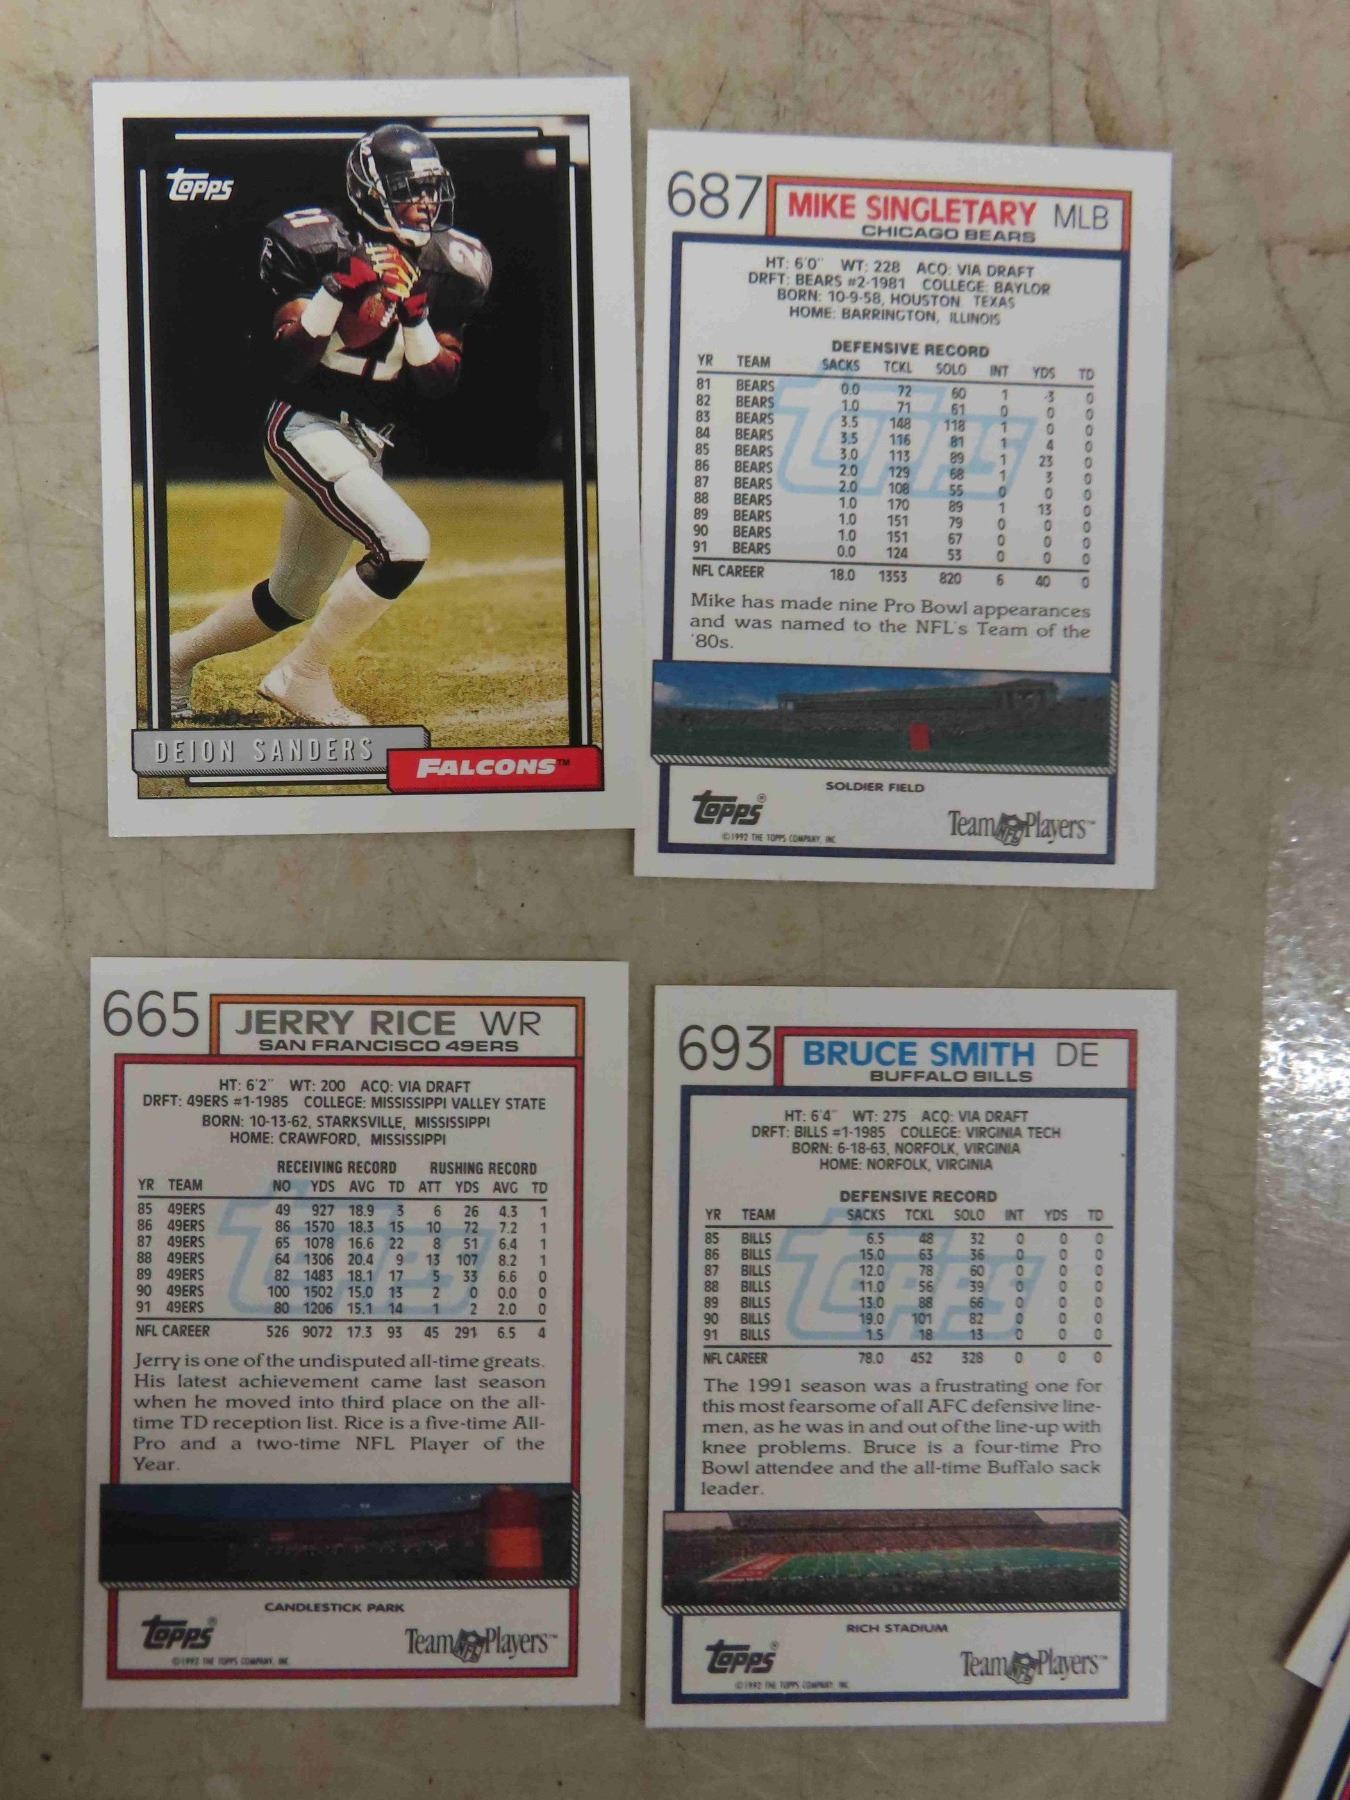 Topps
21
2
DEION SANDERS
FALCONS™
687 MIKE SINGLETARY MLB
CHICAGO BEARS
HT: 6'0" WT: 228 ACQ: VIA DRAFT
DRFT: BEARS #2-1981 COLLEGE: BAYLOR
BORN: 10-9-58, HOUSTON TEXAS
HOME: BARRINGTON, ILLINOIS
DEFENSIVE RECORD
YR TEAM SACKS TCKL SOLO INT YDS TD
81 BEARS 0.0 72 60 1 -3 0
82 BEARS 1.0 71 61 0 0 0
83 BEARS 3.5 148 118 1 0 0
84 BEARS 3.5 116 81 1 4 0
85 BEARS 3.0 113 89 1 23 0
86 BEARS 2.0 129 68 1 3 0
87 BEARS 2.0 108 55 0 0 0
88 BEARS 1.0 170 89 1 13 0
89 BEARS 1.0 151 79 0 0 0
90 BEARS 1.0 151 67 0 0 0
91 BEARS 0.0 124 53 0 0 0
NFL CAREER 18.0 1353 820 6 40 0
Mike has made nine Pro Bowl appearances
and was named to the NFL's Team of the
'80s.
SOLDIER FIELD
Topps® Team NFL Players™
©1992 THE TOPPS COMPANY, INC
665 JERRY RICE WR
SAN FRANCISCO 49ERS
HT: 6'2" WT: 200 ACQ: VIA DRAFT
DRFT: 49ERS #1-1985 COLLEGE: MISSISSIPPI VALLEY STATE
BORN: 10-13-62, STARKSVILLE, MISSISSIPPI
HOME: CRAWFORD, MISSISSIPPI
RECEIVING RECORD RUSHING RECORD
YR TEAM NO YDS AVG TD ATT YDS AVG TD
85 49ERS 49 927 18.9 3 6 26 4.3 1
86 49ERS 86 1570 18.3 15 10 72 7.2 1
87 49ERS 65 1078 16.6 22 8 51 6.4 1
88 49ERS 64 1306 20.4 9 13 107 8.2 1
89 49ERS 82 1483 18.1 17 5 33 6.6 0
90 49ERS 100 1502 15.0 13 2 0 0.0 0
91 49ERS 80 1206 15.1 14 1 2 2.0 0
NFL CAREER 526 9072 17.3 93 45 291 6.5 4
Jerry is one of the undisputed all-time greats.
His latest achievement came last season
when he moved into third place on the all-
time TD reception list. Rice is a five-time All-
Pro and a two-time NFL Player of the
Year.
CANDLESTICK PARK
Topps® Team NFL Players™
©1992 THE TOPPS COMPANY, INC
693 BRUCE SMITH DE
BUFFALO BILLS
HT: 6'4" WT: 275 ACQ: VIA DRAFT
DRFT: BILLS #1-1985 COLLEGE: VIRGINIA TECH
BORN: 6-18-63, NORFOLK, VIRGINIA
HOME: NORFOLK, VIRGINIA
DEFENSIVE RECORD
YR TEAM SACKS TCKL SOLO INT YDS TD
85 BILLS 6.5 48 32 0 0 0
86 BILLS 15.0 63 36 0 0 0
87 BILLS 12.0 78 60 0 0 0
88 BILLS 11.0 56 39 0 0 0
89 BILLS 13.0 88 66 0 0 0
90 BILLS 19.0 101 82 0 0 0
91 BILLS 1.5 18 13 0 0 0
NFL CAREER 78.0 452 328 0 0 0
The 1991 season was a frustrating one for
this most fearsome of all AFC defensive line-
men, as he was in and out of the line-up with
knee problems. Bruce is a four-time Pro
Bowl attendee and the all-time Buffalo sack
leader.
RICH STADIUM
Topps® Team NFL Players™
©1992 THE TOPPS COMPANY, INC